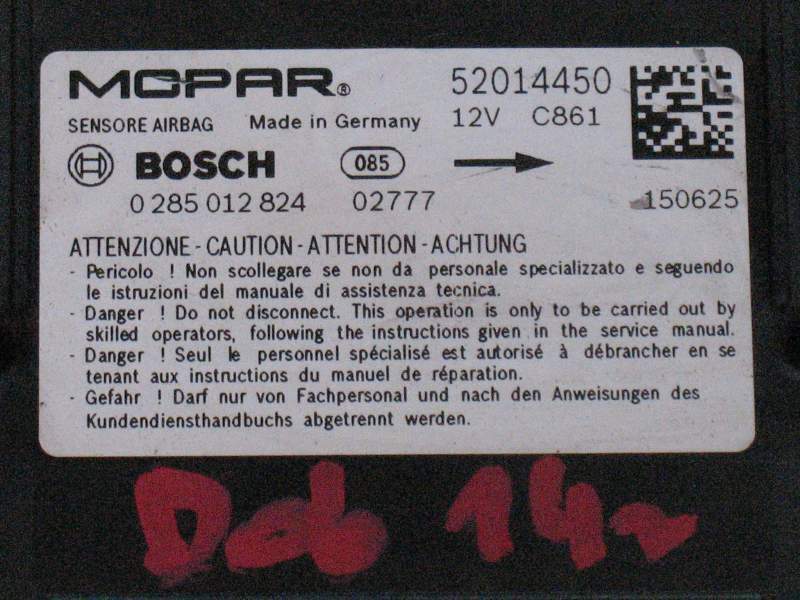 MOPAR® 52014450
SENSORE AIRBAG Made in Germany 12V C861
BOSCH 085
0 285 012 824 02777 150625
ATTENZIONE - CAUTION - ATTENTION - ACHTUNG
- Pericolo ! Non scollegare se non da personale specializzato e seguendo
le istruzioni del manuale di assistenza tecnica.
- Danger ! Do not disconnect. This operation is only to be carried out by
skilled operators, following the instructions given in the service manual.
- Danger ! Seul le personnel spécialisé est autorisé à débrancher en se
tenant aux instructions du manuel de réparation.
- Gefahr ! Darf nur von Fachpersonal und nach den Anweisungen des
Kundendiensthandbuchs abgetrennt werden.
Dob 14r